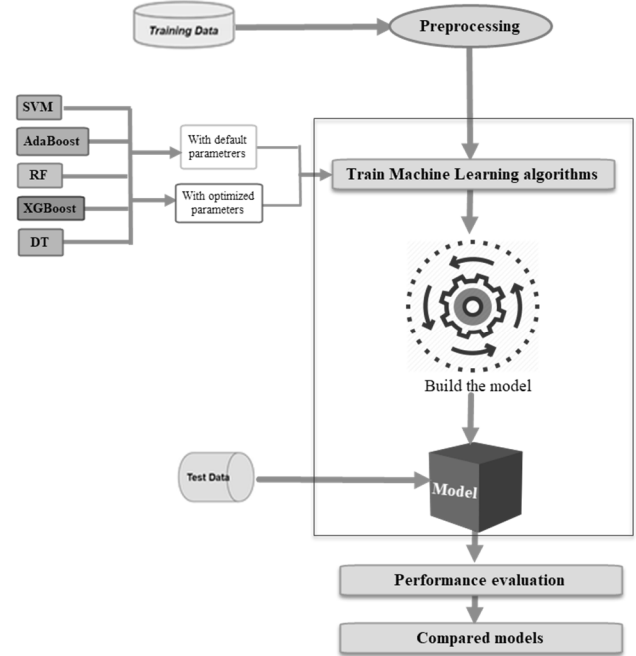 Training Data
Preprocessing
SVM
AdaBoost
RF
XGBoost
DT
With default
parametrers
With optimized
parameters
Train Machine Learning algorithms
Build the model
Test Data
Model
Performance evaluation
Compared models